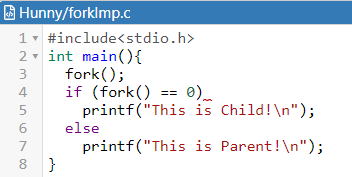 Hunny/forkImp.c
1 #include<stdio.h>
2 int main(){
3 fork();
4 if (fork() == 0)
5 printf("This is Child!\n");
6 else
7 printf("This is Parent!\n");
8 }